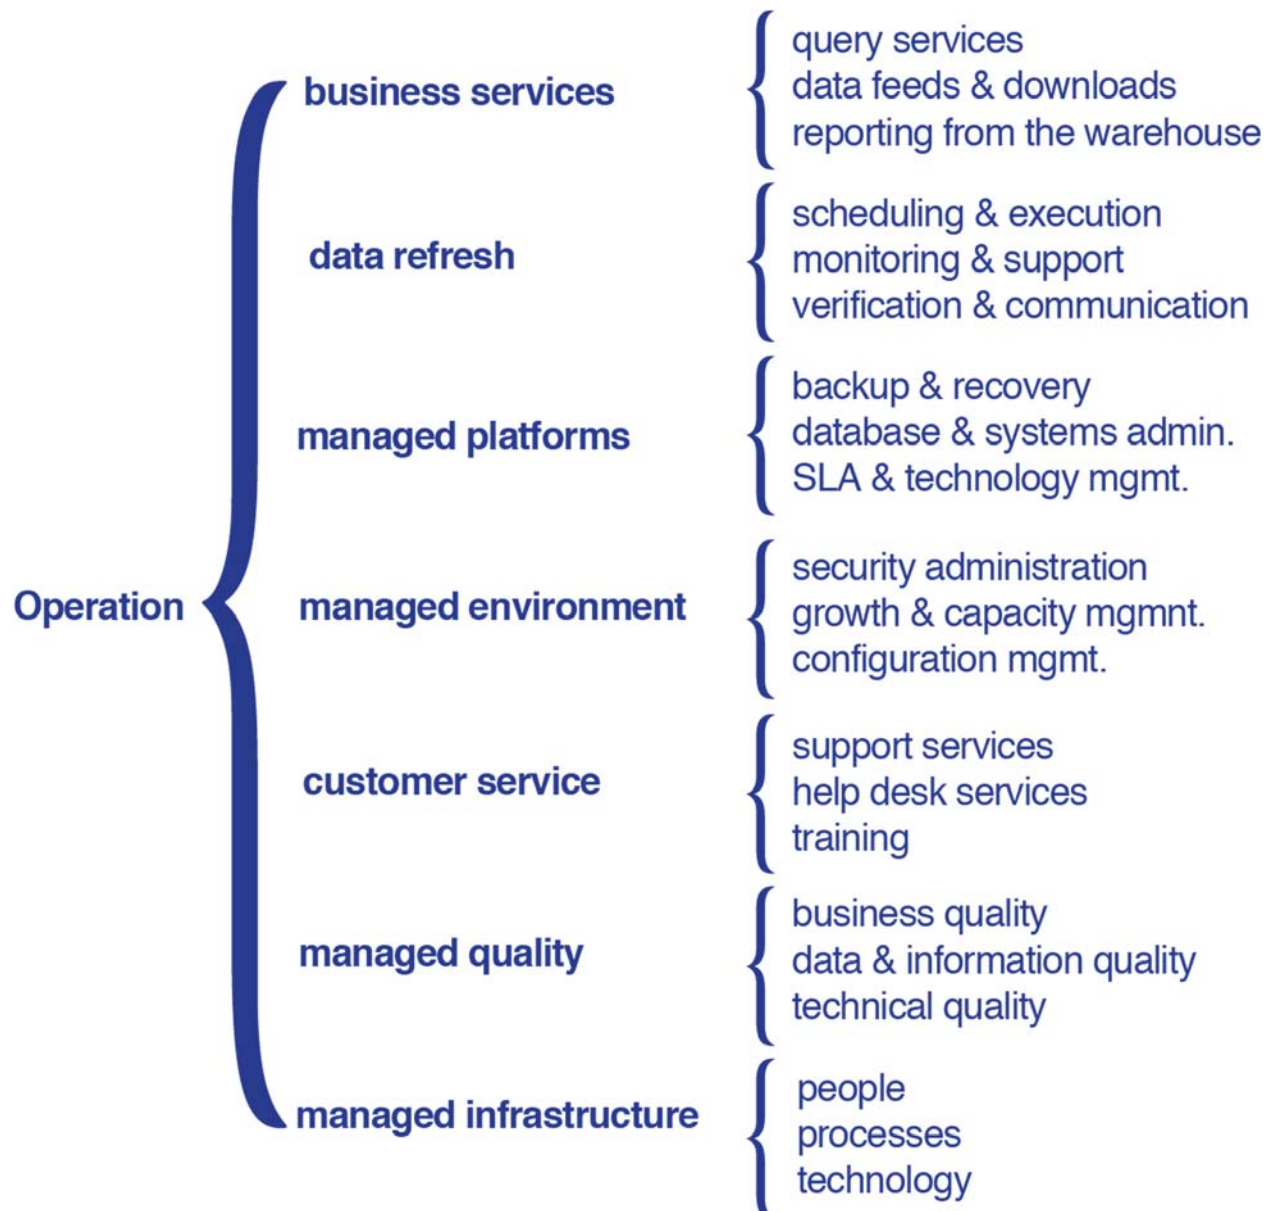 Operation
business services
query services
data feeds & downloads
reporting from the warehouse
data refresh
scheduling & execution
monitoring & support
verification & communication
managed platforms
backup & recovery
database & systems admin.
SLA & technology mgmt.
managed environment
security administration
growth & capacity mgmnt.
configuration mgmt.
customer service
support services
help desk services
training
managed quality
business quality
data & information quality
technical quality
managed infrastructure
people
processes
technology